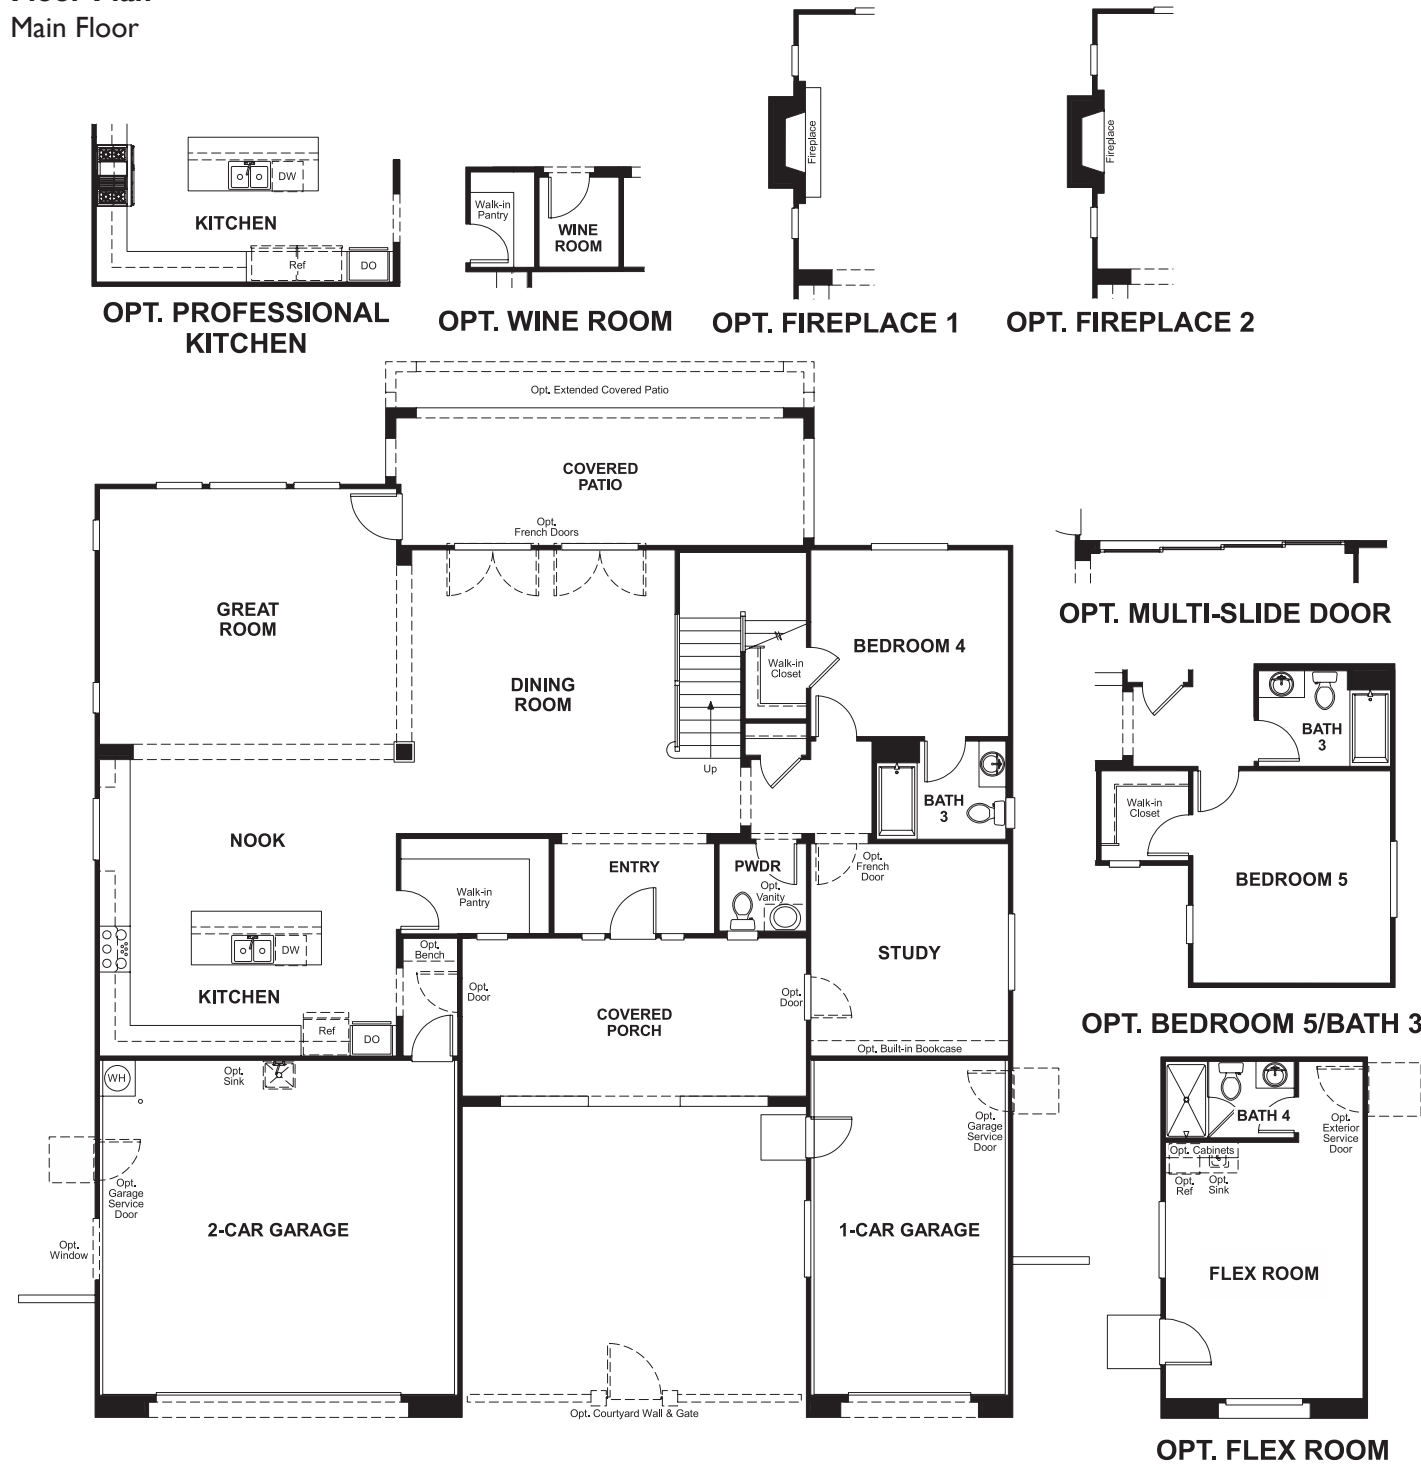 Floor Plan
Main Floor
Fireplace
Fireplace
DW
KITCHEN
Ref
DO
OPT. PROFESSIONAL
KITCHEN
Walk-in
Pantry
WINE
ROOM
OPT. WINE ROOM
OPT. FIREPLACE 1
OPT. FIREPLACE 2
Opt. Extended Covered Patio
COVERED
PATIO
Opt.
French Doors
GREAT
ROOM
DINING
ROOM
Up
Walk-in
Closet
BEDROOM 4
BATH
3
NOOK
Walk-in
Pantry
ENTRY
PWDR
Opt.
Vanity
Opt.
French
Door
DW
KITCHEN
Ref
DO
Opt.
Bench
Opt.
Door
COVERED
PORCH
Opt.
Door
STUDY
Opt. Built-in Bookcase
WH
Opt.
Sink
Opt.
Garage
Service
Door
Opt.
Window
2-CAR GARAGE
Opt.
Garage
Service
Door
1-CAR GARAGE
Opt. Courtyard Wall & Gate
OPT. MULTI-SLIDE DOOR
BATH
3
Walk-in
Closet
BEDROOM 5
OPT. BEDROOM 5/BATH 3
BATH 4
Opt.
Exterior
Service
Door
Opt. Cabinets
Opt.
Ref
Opt.
Sink
FLEX ROOM
OPT. FLEX ROOM